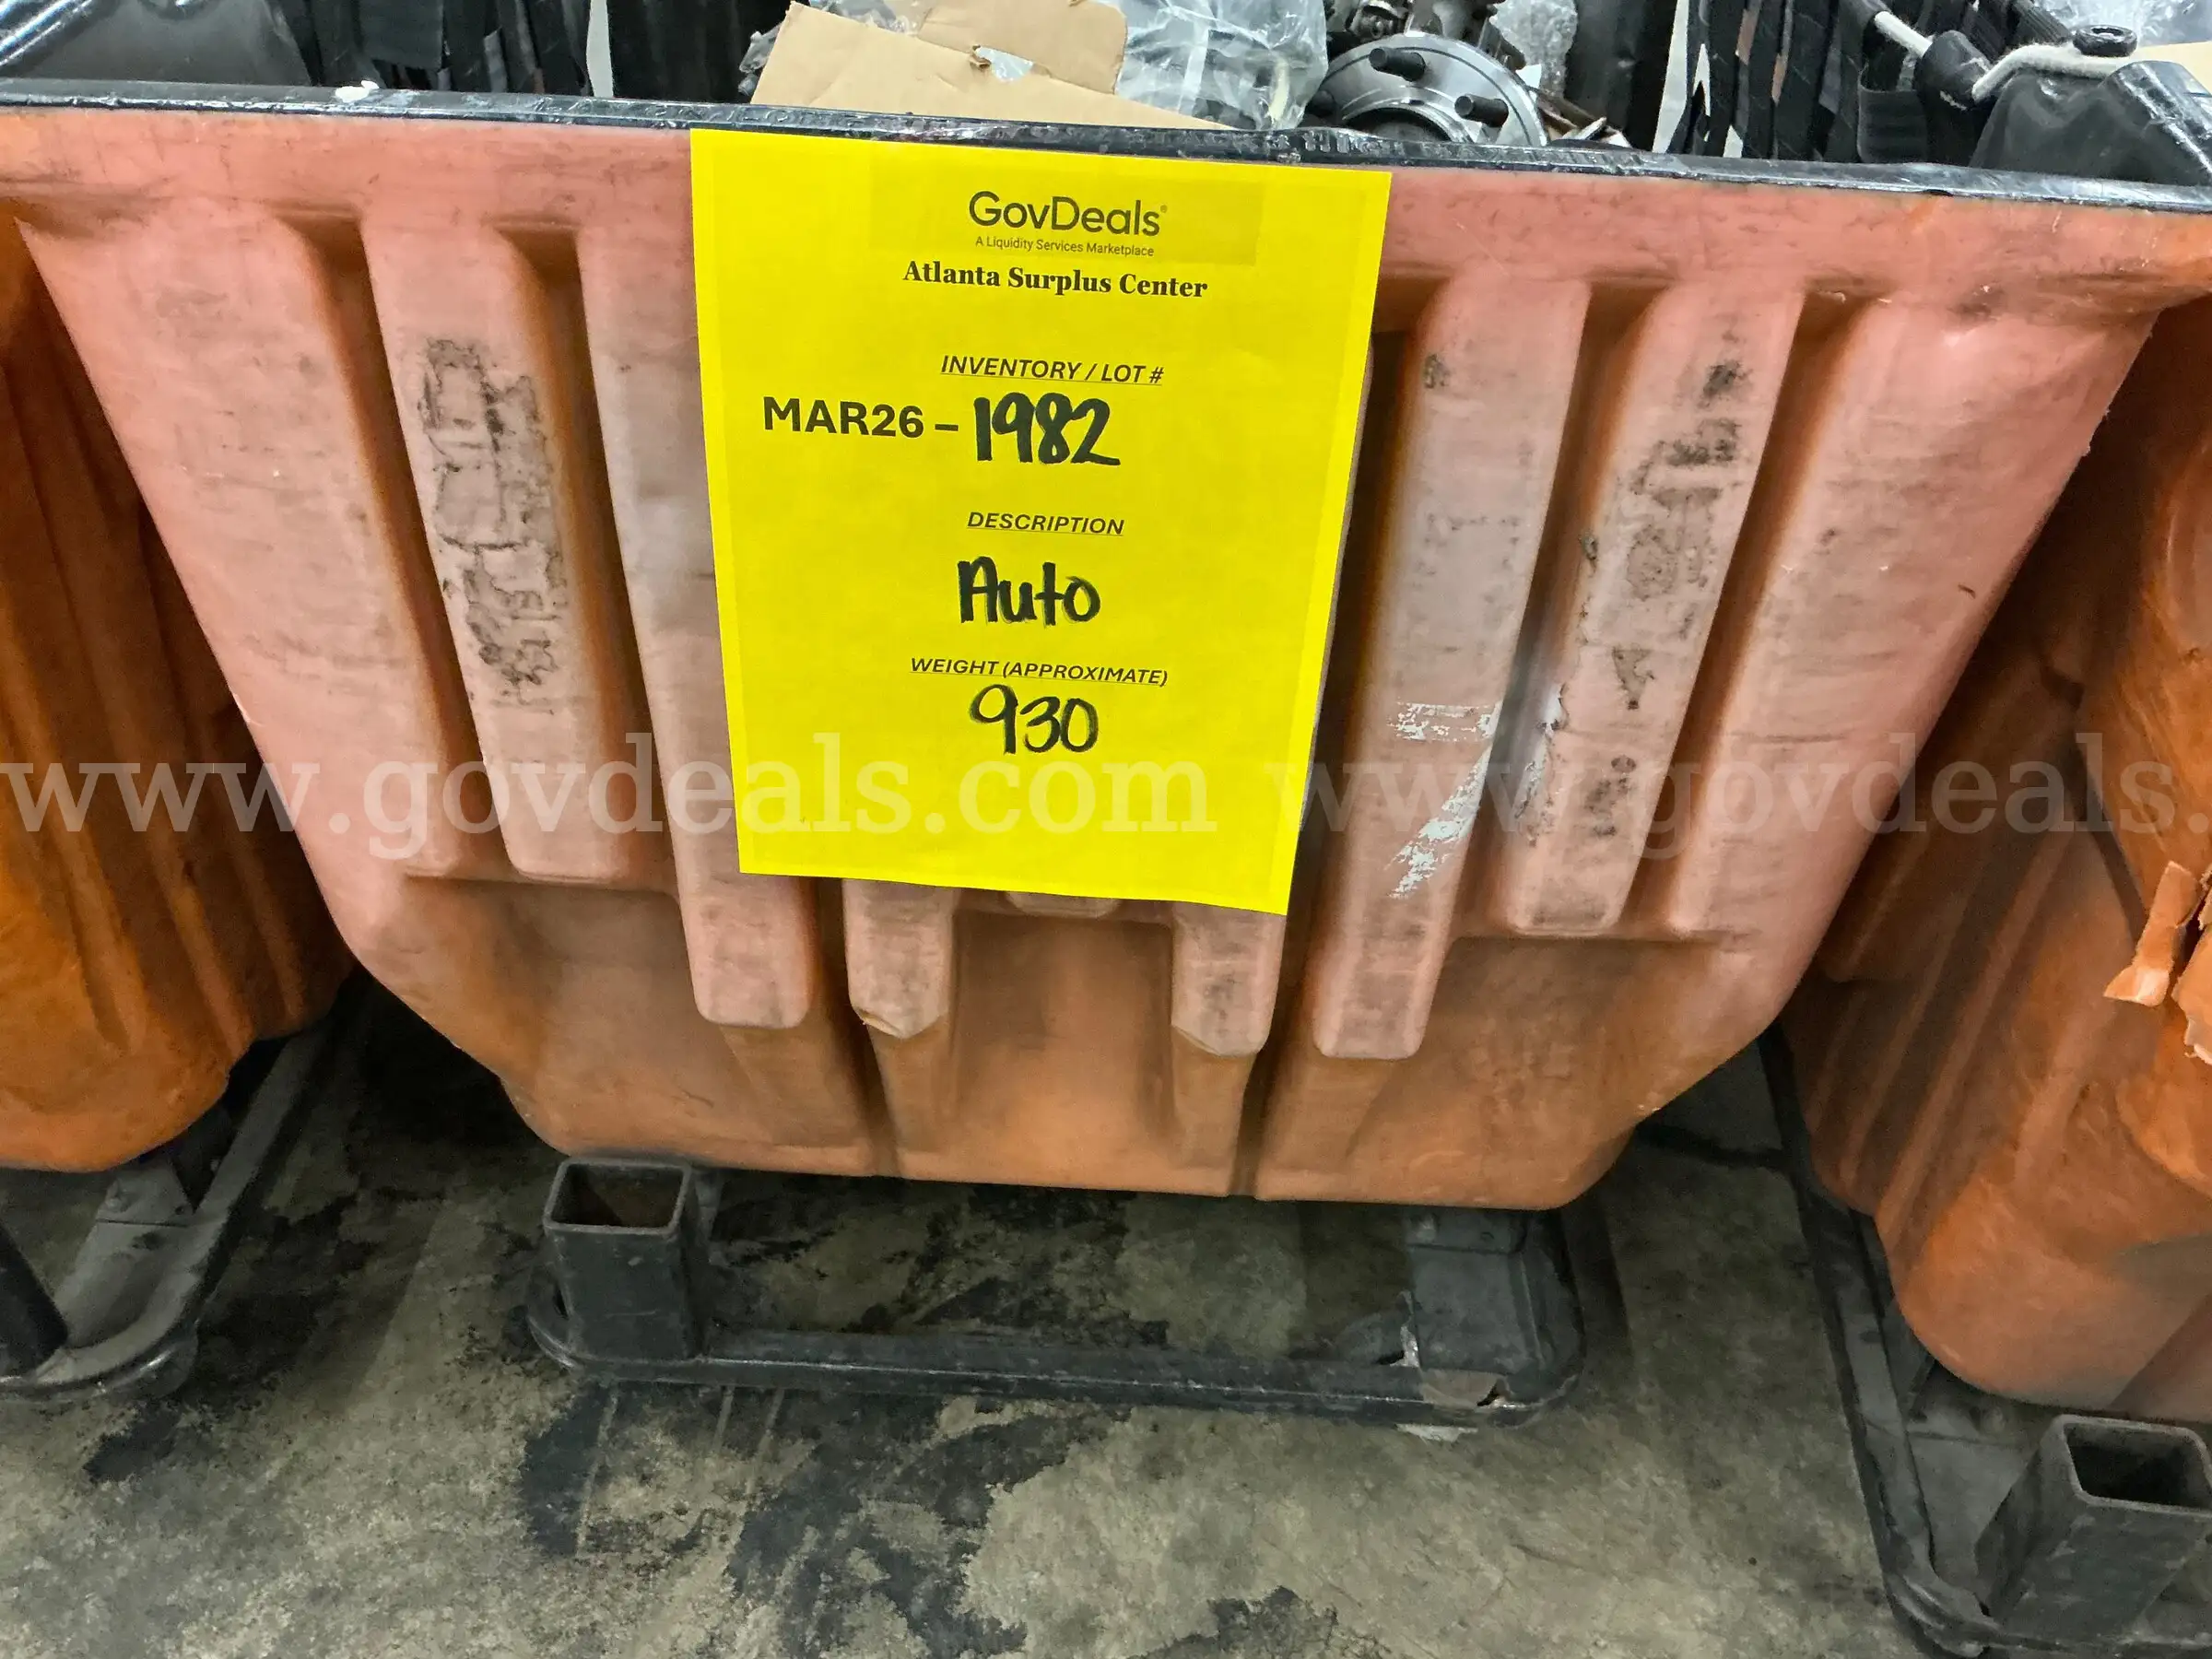 GovDeals®
A Liquidity Services Marketplace
Atlanta Surplus Center
INVENTORY / LOT #
MAR26 – 1982
DESCRIPTION
Auto
WEIGHT (APPROXIMATE)
930
www.govdeals.com www.govdeals.